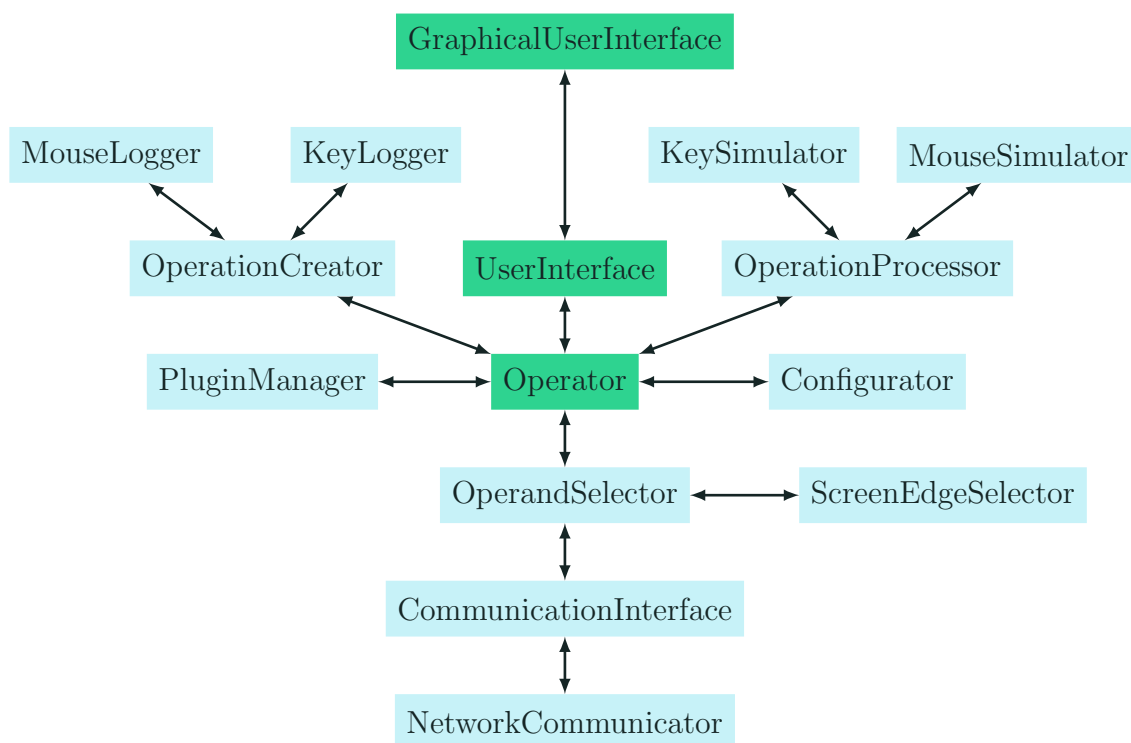 GraphicalUserInterface
MouseLogger
KeyLogger
KeySimulator
MouseSimulator
OperationCreator
UserInterface
OperationProcessor
PluginManager
Operator
Configurator
OperandSelector
ScreenEdgeSelector
CommunicationInterface
NetworkCommunicator